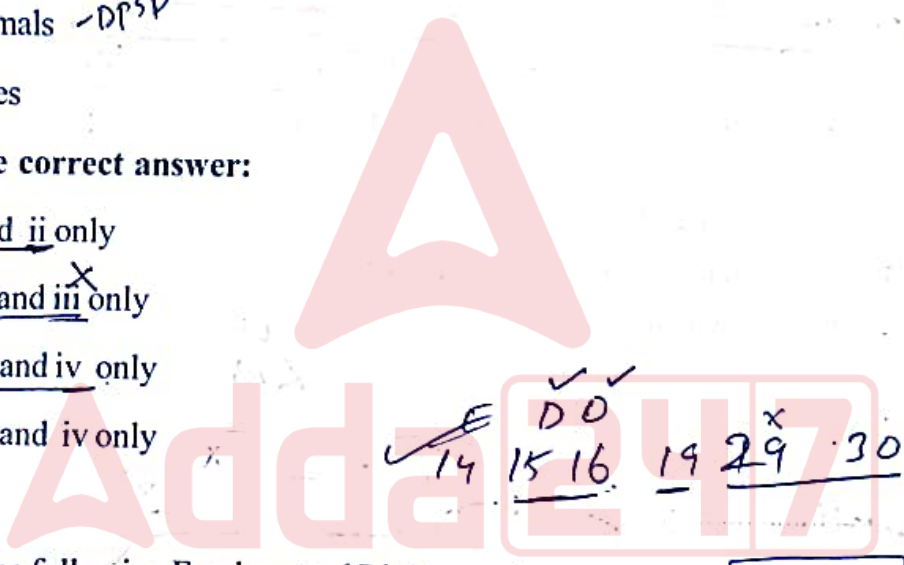 mals -DPSP
es
e correct answer:
d ii only
X
and iii only
and iv only
and iv only
E D D x
14 15 16 19 29 30
Adda247